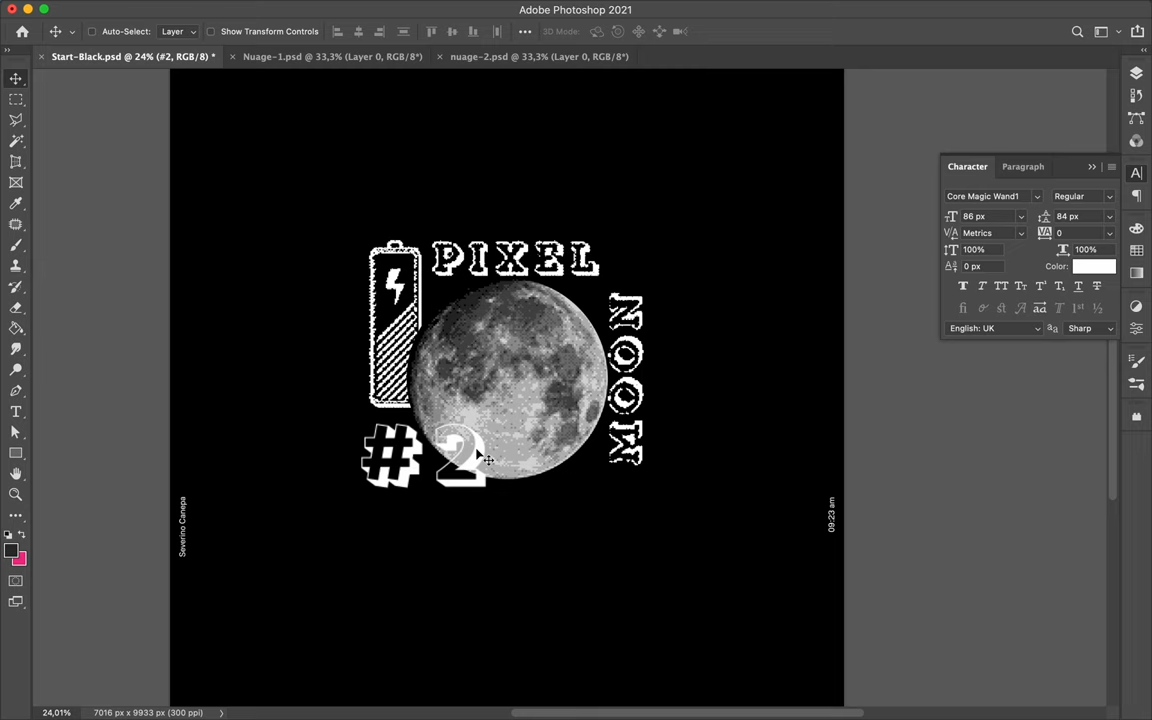 Adobe Photoshop 2021
Auto-Select: Layer Show Transform Controls 3D Mode:
Start-Black.psd @ 24% (#2, RGB/8) * Nuage-1.psd @ 33,3% (Layer 0, RGB/8*) nuage-2.psd @ 33,3% (Layer 0, RGB/8*)
Character Paragraph
Core Magic Wand1 Regular
86 px 84 px
Metrics 0
100% 100%
0 px Color:
English: UK Sharp
PIXEL
MOON
#2
Severino Canepa
09:23 am
24,01% 7016 px x 9933 px (300 ppi)